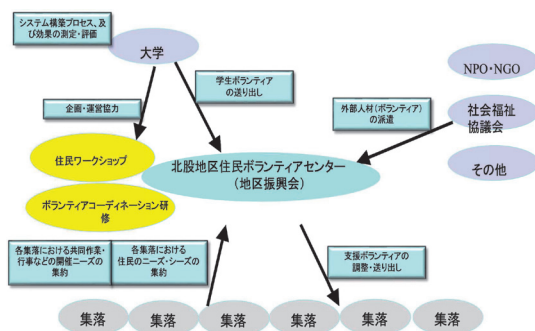 システム構築プロセス、及
び効果の測定・評価
大学
学生ボランティア
の送り出し
企画・運営協力
NPO・NGO
外部人材（ボランティア）
の派遣
社会福祉
協議会
その他
住民ワークショップ
北股地区住民ボランティアセンター
（地区振興会）
ボランティアコーディネーション研
修
各集落における共同作業・
行事などの開催ニーズの
集約
各集落における
住民のニーズ・シーズの
集約
支援ボランティアの
調整・送り出し
集落
集落
集落
集落
集落
集落